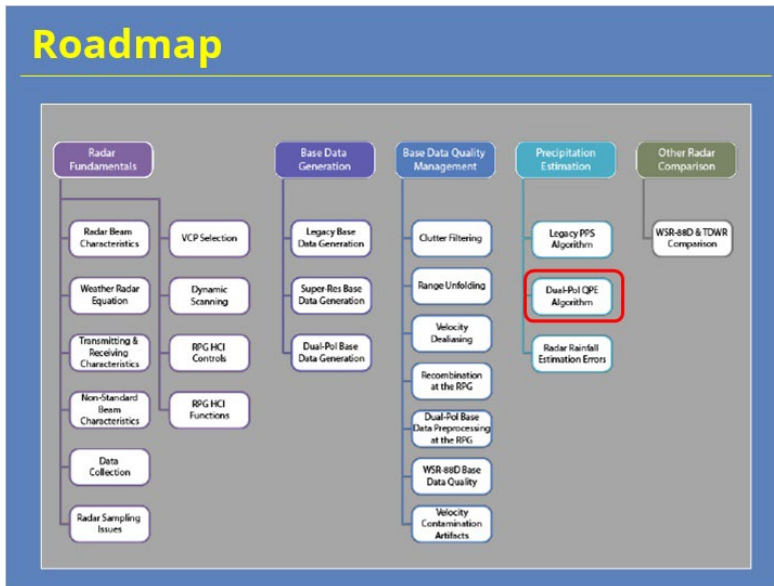 Roadmap
Radar
Fundamentals
Radar Beam
Characteristics
Weather Radar
Equation
Transmitting &
Receiving
Characteristics
Non-Standard
Beam
Characteristics
Data
Collection
Radar Sampling
Issues
VCP Selection
Dynamic
Scanning
RPG HCI
Controls
RPG HCI
Functions
Base Data
Generation
Legacy Base
Data Generation
Super-Res Base
Data Generation
Dual-Pol Base
Data Generation
Base Data Quality
Management
Clutter Filtering
Range Unfolding
Velocity
Dealiasing
Recombination
at the RPG
Dual-Pol Base
Data Preprocessing
at the RPG
WSR-88D Base
Data Quality
Velocity
Contamination
Artifacts
Precipitation
Estimation
Legacy PPS
Algorithm
Dual-Pol QPE
Algorithm
Radar Rainfall
Estimation Errors
Other Radar
Comparison
WSR-88D & TDWR
Comparison